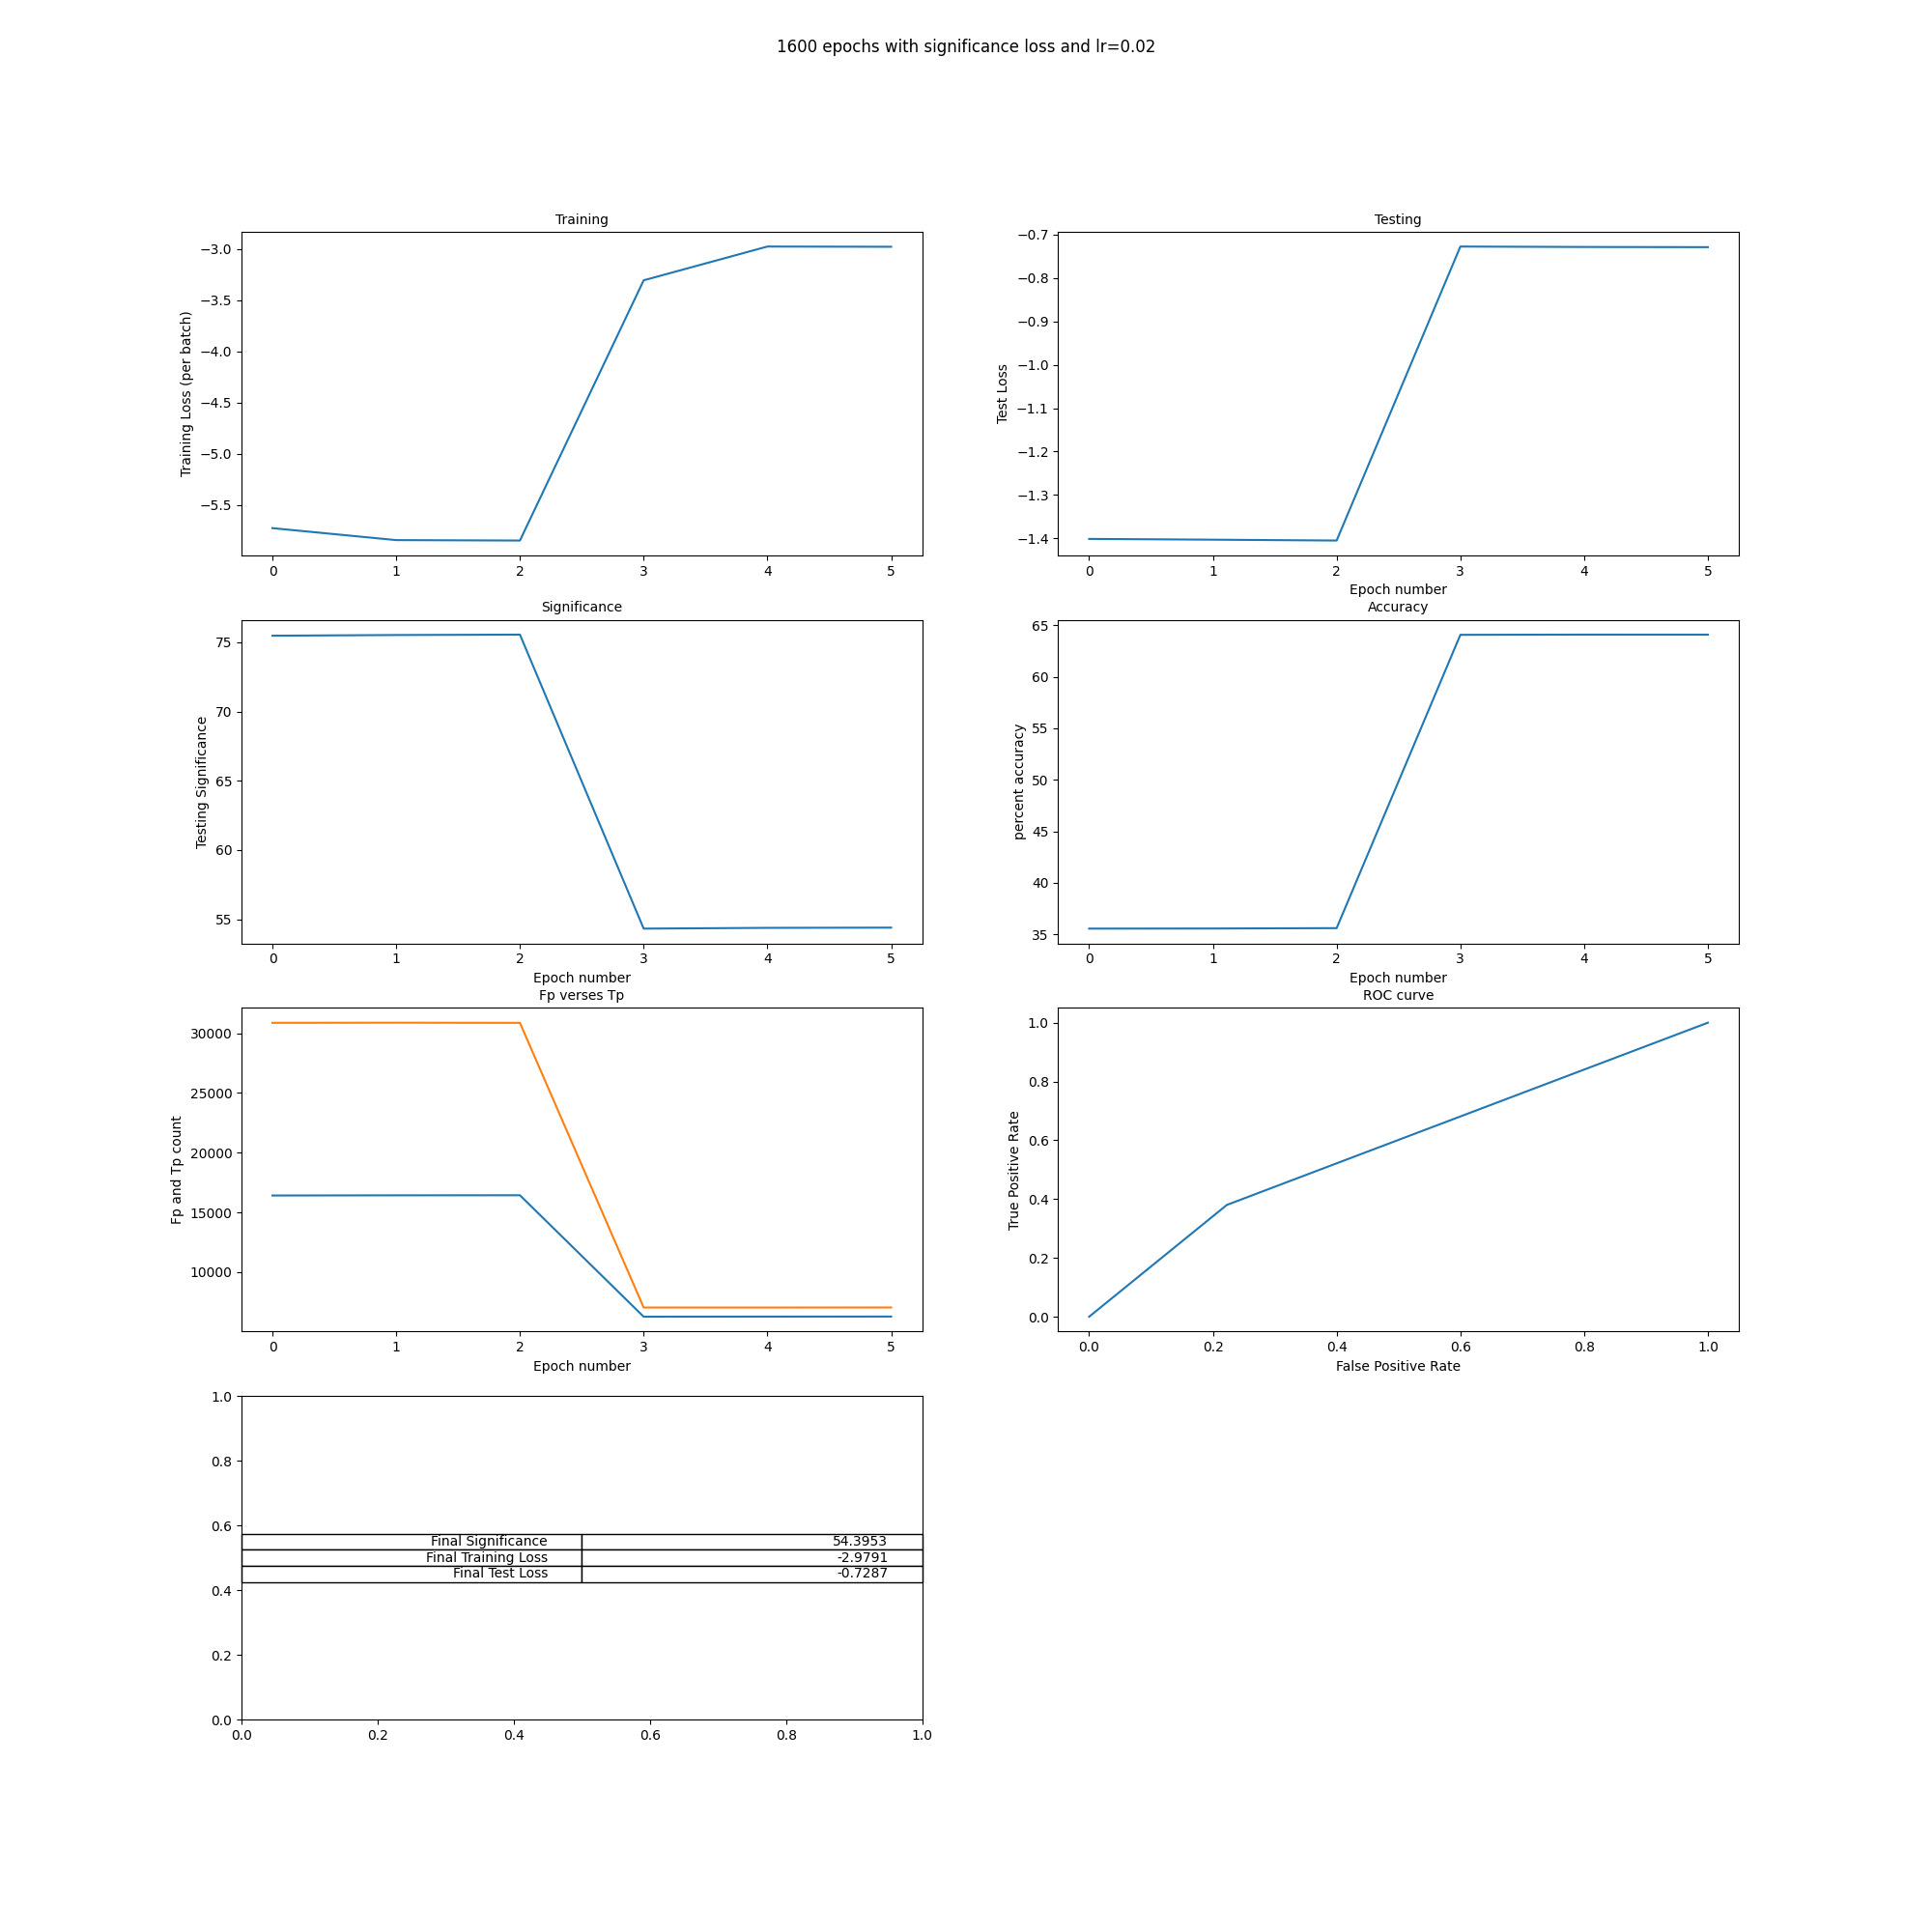 1600 epochs with significance loss and lr=0.02
Training
Training Loss (per batch)
−3.0
−3.5
−4.0
−4.5
−5.0
−5.5
0 1 2 3 4 5
Testing
Test Loss
−0.7
−0.8
−0.9
−1.0
−1.1
−1.2
−1.3
−1.4
0 1 2 3 4 5
Epoch number
Significance
Testing Significance
75
70
65
60
55
0 1 2 3 4 5
Epoch number
Accuracy
percent accuracy
65
60
55
50
45
40
35
0 1 2 3 4 5
Epoch number
Fp verses Tp
Fp and Tp count
30000
25000
20000
15000
10000
0 1 2 3 4 5
Epoch number
ROC curve
True Positive Rate
1.0
0.8
0.6
0.4
0.2
0.0
0.0 0.2 0.4 0.6 0.8 1.0
False Positive Rate
1.0
0.8
0.6
0.4
0.2
0.0
Final Significance 54.3953
Final Training Loss -2.9791
Final Test Loss -0.7287
0.0 0.2 0.4 0.6 0.8 1.0